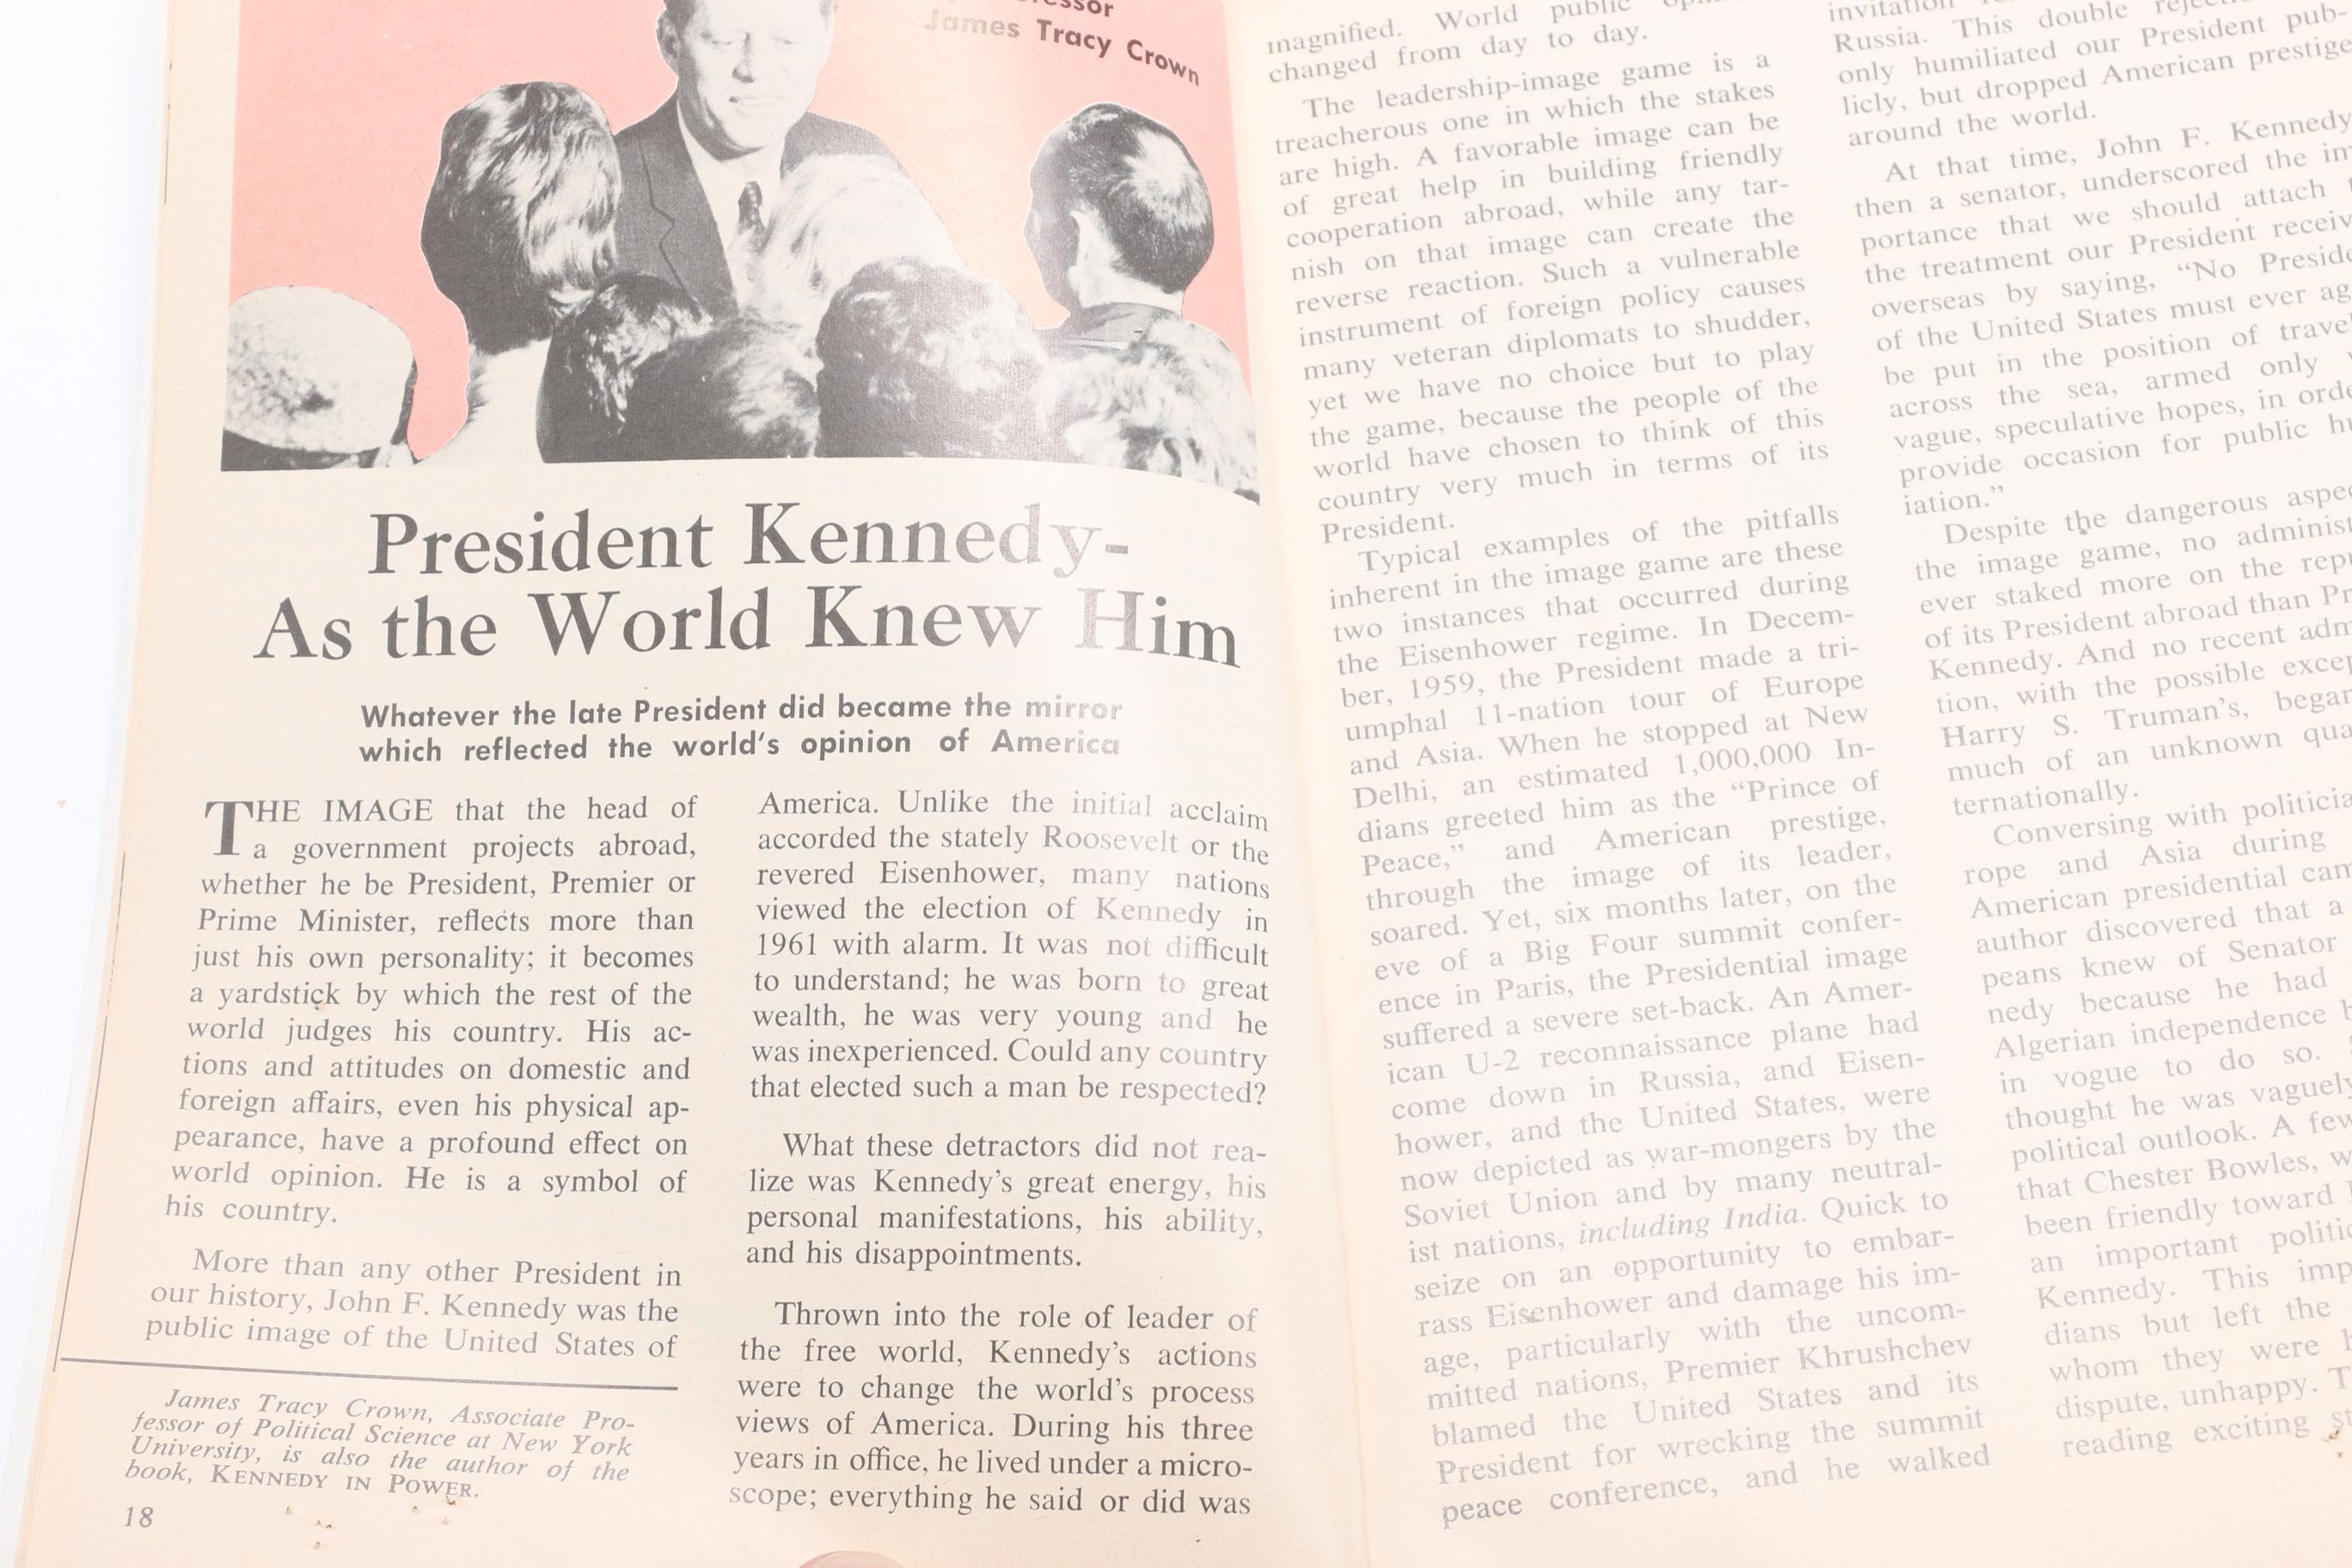 James Tracy Crown
President Kennedy-
As the World Knew Him
Whatever the late President did became the mirror
which reflected the world's opinion of America
THE IMAGE that the head of
a government projects abroad,
whether he be President, Premier or
Prime Minister, reflects more than
just his own personality; it becomes
a yardstick by which the rest of the
world judges his country. His ac-
tions and attitudes on domestic and
foreign affairs, even his physical ap-
pearance, have a profound effect on
world opinion. He is a symbol of
his country.
More than any other President in
our history, John F. Kennedy was the
public image of the United States of
James Tracy Crown, Associate Pro-
fessor of Political Science at New York
University, is also the author of the
book, KENNEDY IN POWER.
18
America. Unlike the initial acclaim
accorded the stately Roosevelt or the
revered Eisenhower, many nations
viewed the election of Kennedy in
1961 with alarm. It was not difficult
to understand; he was born to great
wealth, he was very young and he
was inexperienced. Could any country
that elected such a man be respected?
What these detractors did not rea-
lize was Kennedy's great energy, his
personal manifestations, his ability,
and his disappointments.
Thrown into the role of leader of
the free world, Kennedy's actions
were to change the world's process
views of America. During his three
years in office, he lived under a micro-
scope; everything he said or did was
magnified. World public
changed from day to day.
The leadership-image game is a
treacherous one in which the stakes
are high. A favorable image can be
of great help in building friendly
cooperation abroad, while any tar-
nish on that image can create the
reverse reaction. Such a vulnerable
instrument of foreign policy causes
many veteran diplomats to shudder,
yet we have no choice but to play
the game, because the people of the
world have chosen to think of this
country very much in terms of its
President.
Typical examples of the pitfalls
inherent in the image game are these
two instances that occurred during
the Eisenhower regime. In Decem-
ber, 1959, the President made a tri-
umphal 11-nation tour of Europe
and Asia. When he stopped at New
Delhi, an estimated 1,000,000 In-
dians greeted him as the "Prince of
Peace," and American prestige,
through the image of its leader,
soared. Yet, six months later, on the
eve of a Big Four summit confer-
ence in Paris, the Presidential image
suffered a severe set-back. An Amer-
ican U-2 reconnaissance plane had
come down in Russia, and Eisen-
hower, and the United States, were
now depicted as war-mongers by the
Soviet Union and by many neutral-
ist nations, including India. Quick to
seize on an opportunity to embar-
rass Eisenhower and damage his im-
age, particularly with the uncom-
mitted nations, Premier Khrushchev
blamed the United States and its
President for wrecking the summit
peace conference, and he walked
invitation
Russia. This double
only humiliated our President pub-
licly, but dropped American prestige
around the world.
At that time, John F. Kennedy
then a senator, underscored the im
portance that we should attach
the treatment our President receiv
overseas by saying, "No Preside
of the United States must ever ag
be put in the position of travel
across the sea, armed only
vague, speculative hopes, in orde
provide occasion for public hu
iation."
Despite the dangerous aspec
the image game, no administ
ever staked more on the rep
of its President abroad than Pr
Kennedy. And no recent adm
tion, with the possible excep
Harry S. Truman's, began
much of an unknown qua
ternationally.
Conversing with politicia
rope and Asia during
American presidential cam
author discovered that a
peans knew of Senator
nedy because he had
Algerian independence
in vogue to do so.
thought he was vaguely
political outlook. A few
that Chester Bowles, w
been friendly toward
an important politic
Kennedy. This imp
dians but left the
whom they were
dispute, unhappy. T
reading exciting st